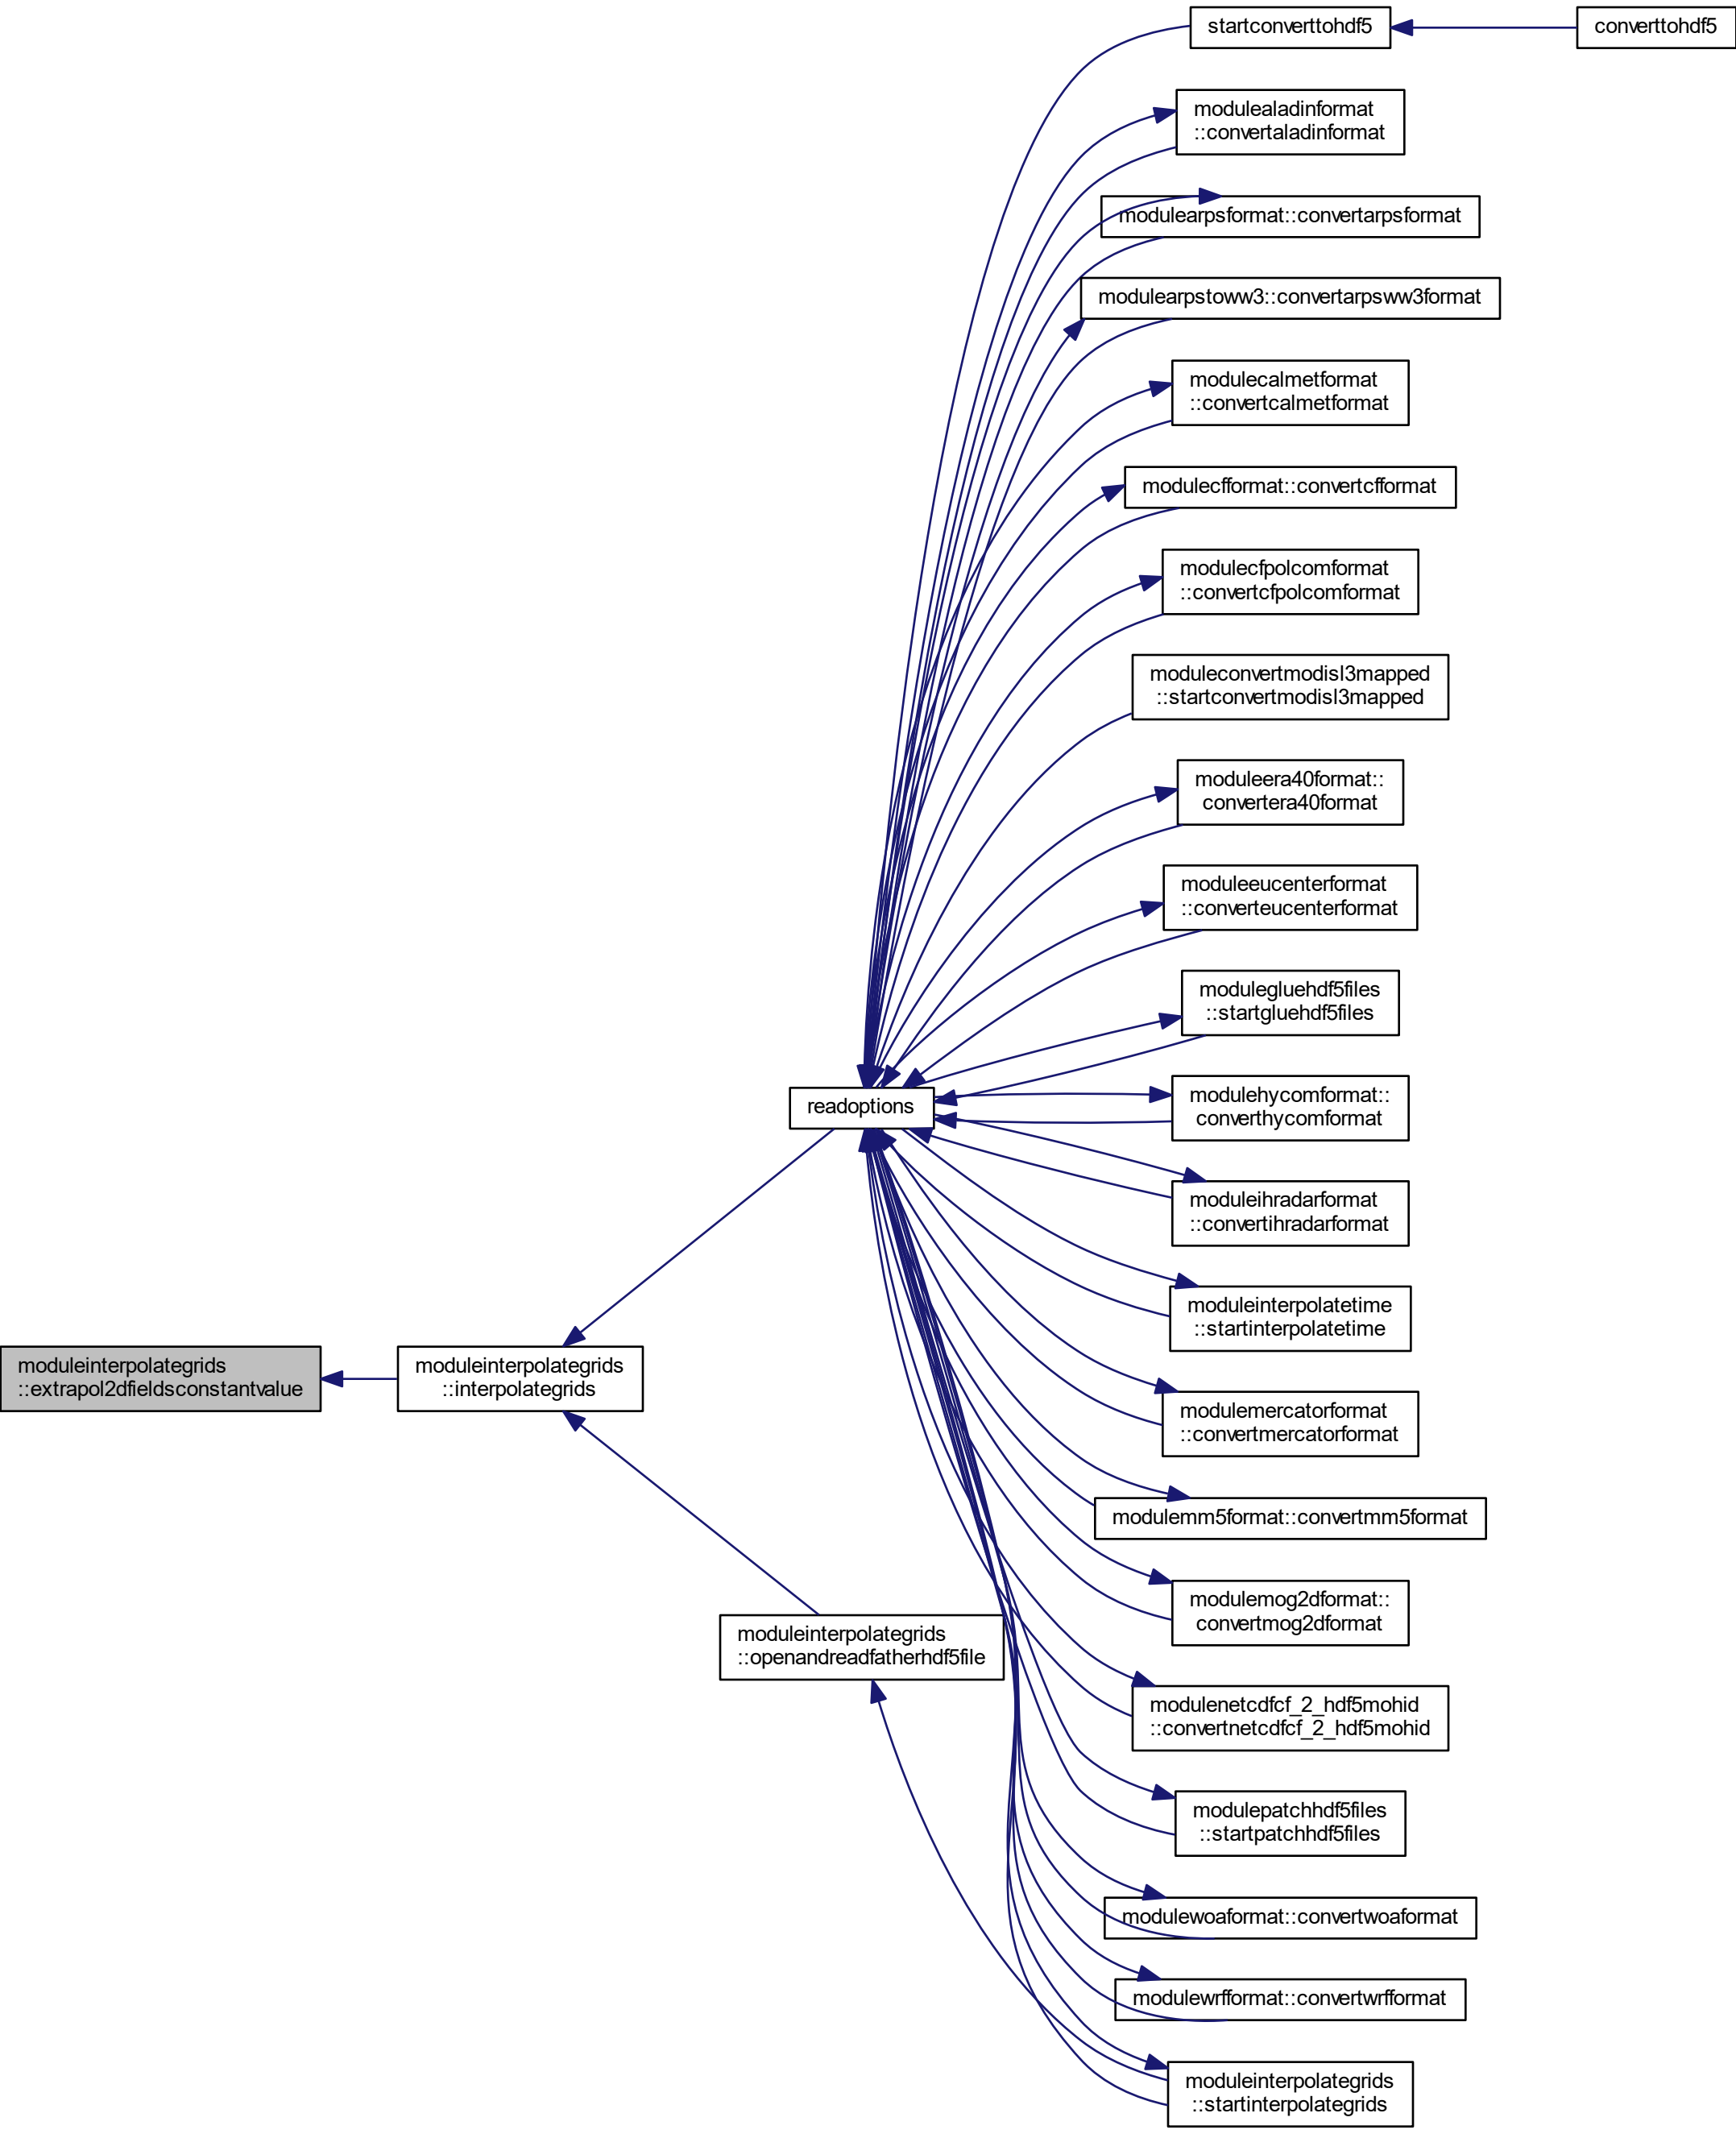 startconverttohdf5
converttohdf5
modulealadinformat
::convertaladinformat
modulearpsformat::convertarpsformat
modulearpstoww3::convertarpsww3format
modulecalmetformat
::convertcalmetformat
modulecfformat::convertcfformat
modulecfpolcomformat
::convertcfpolcomformat
moduleconvertmodisl3mapped
::startconvertmodisl3mapped
moduleera40format::
convertera40format
moduleeucenterformat
::converteucenterformat
modulegluehdf5files
::startgluehdf5files
readoptions
modulehycomformat::
converthycomformat
moduleihradarformat
::convertihradarformat
moduleinterpolatetime
::startinterpolatetime
moduleinterpolategrids
::extrapol2dfieldsconstantvalue
moduleinterpolategrids
::interpolategrids
modulemercatorformat
::convertmercatorformat
modulemm5format::convertmm5format
modulemog2dformat::
convertmog2dformat
moduleinterpolategrids
::openandreadfatherhdf5file
modulenetcdfcf_2_hdf5mohid
::convertnetcdfcf_2_hdf5mohid
modulepatchhdf5files
::startpatchhdf5files
modulewoaformat::convertwoaformat
modulewrfformat::convertwrfformat
moduleinterpolategrids
::startinterpolategrids